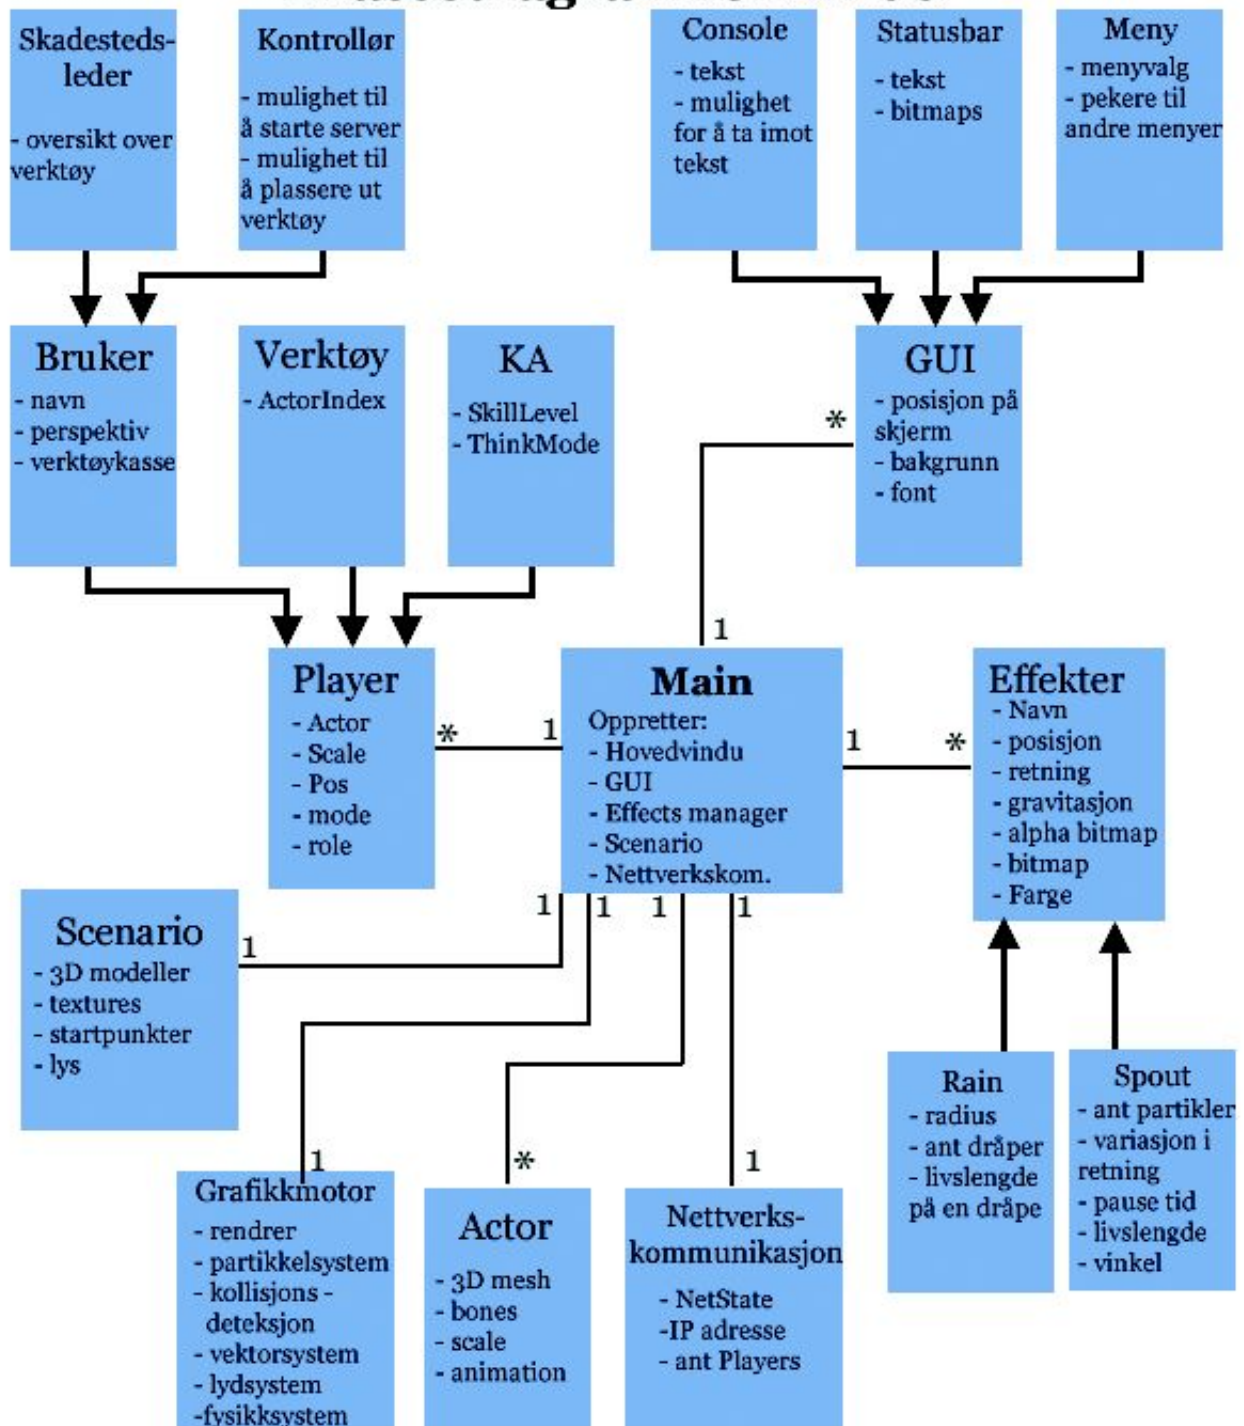 Skadesteds-
leder
- oversikt over
verktøy
Kontrollør
- mulighet til
å starte server
- mulighet til
å plassere ut
verktøy
Console
- tekst
- mulighet
for å ta imot
tekst
Statusbar
- tekst
- bitmaps
Meny
- menyvalg
- pekere til
andre menyer
Bruker
- navn
- perspektiv
- verktøykasse
Verktøy
- ActorIndex
KA
- SkillLevel
- ThinkMode
GUI
- posisjon på
skjerm
- bakgrunn
- font
*
1
Player
- Actor
- Scale
- Pos
- mode
- role
* 1
Main
Oppretter:
- Hovedvindu
- GUI
- Effects manager
- Scenario
- Nettverkskom.
1 *
Effekter
- Navn
- posisjon
- retning
- gravitasjon
- alpha bitmap
- bitmap
- Farge
1 1 1 1
Scenario
- 3D modeller
- textures
- startpunkter
- lys
1
Rain
- radius
- ant dråper
- livslengde
på en dråpe
Spout
- ant partikler
- variasjon i
retning
- pause tid
- livslengde
- vinkel
1
Grafikkmotor
- rendrer
- partikkelsystem
- kollisjons -
deteksjon
- vektorsystem
- lydsystem
-fysikksystem
*
Actor
- 3D mesh
- bones
- scale
- animation
1
Nettverks-
kommunikasjon
- NetState
-IP adresse
- ant Players